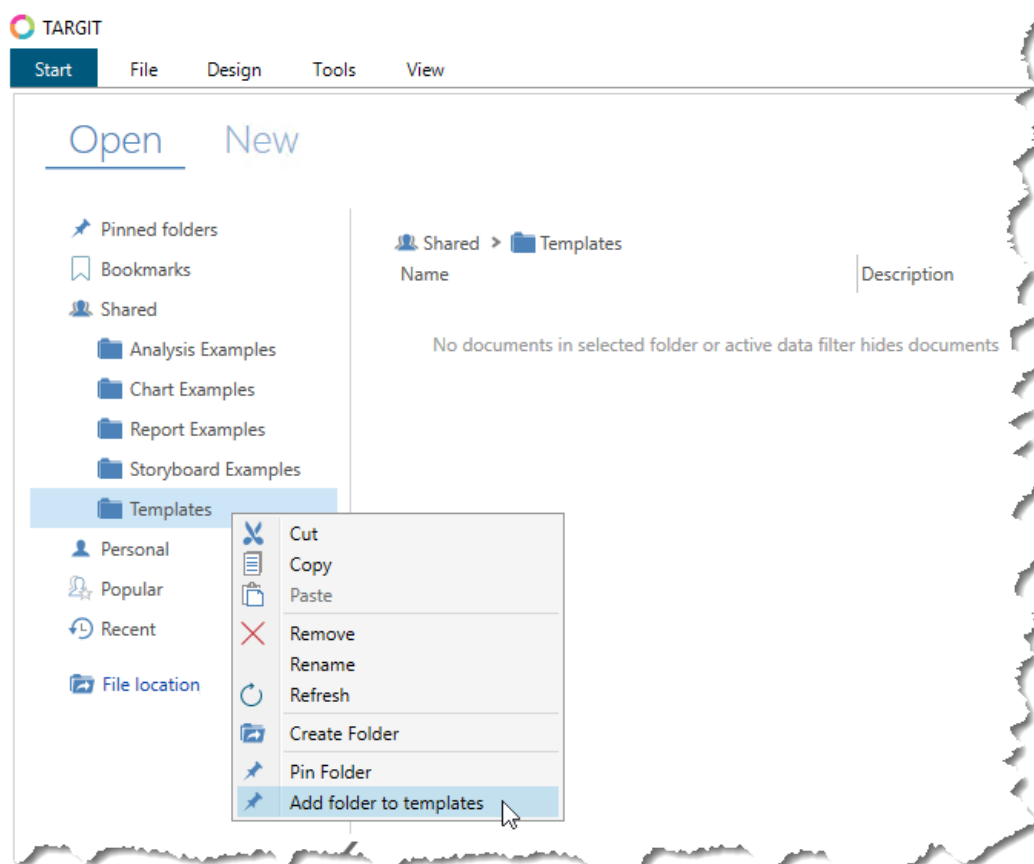 TARGIT
Start File Design Tools View
Open New
Pinned folders
Bookmarks
Shared
Analysis Examples
Chart Examples
Report Examples
Storyboard Examples
Templates
Personal
Popular
Recent
File location
Shared > Templates
Name Description
No documents in selected folder or active data filter hides documents
Cut
Copy
Paste
Remove
Rename
Refresh
Create Folder
Pin Folder
Add folder to templates